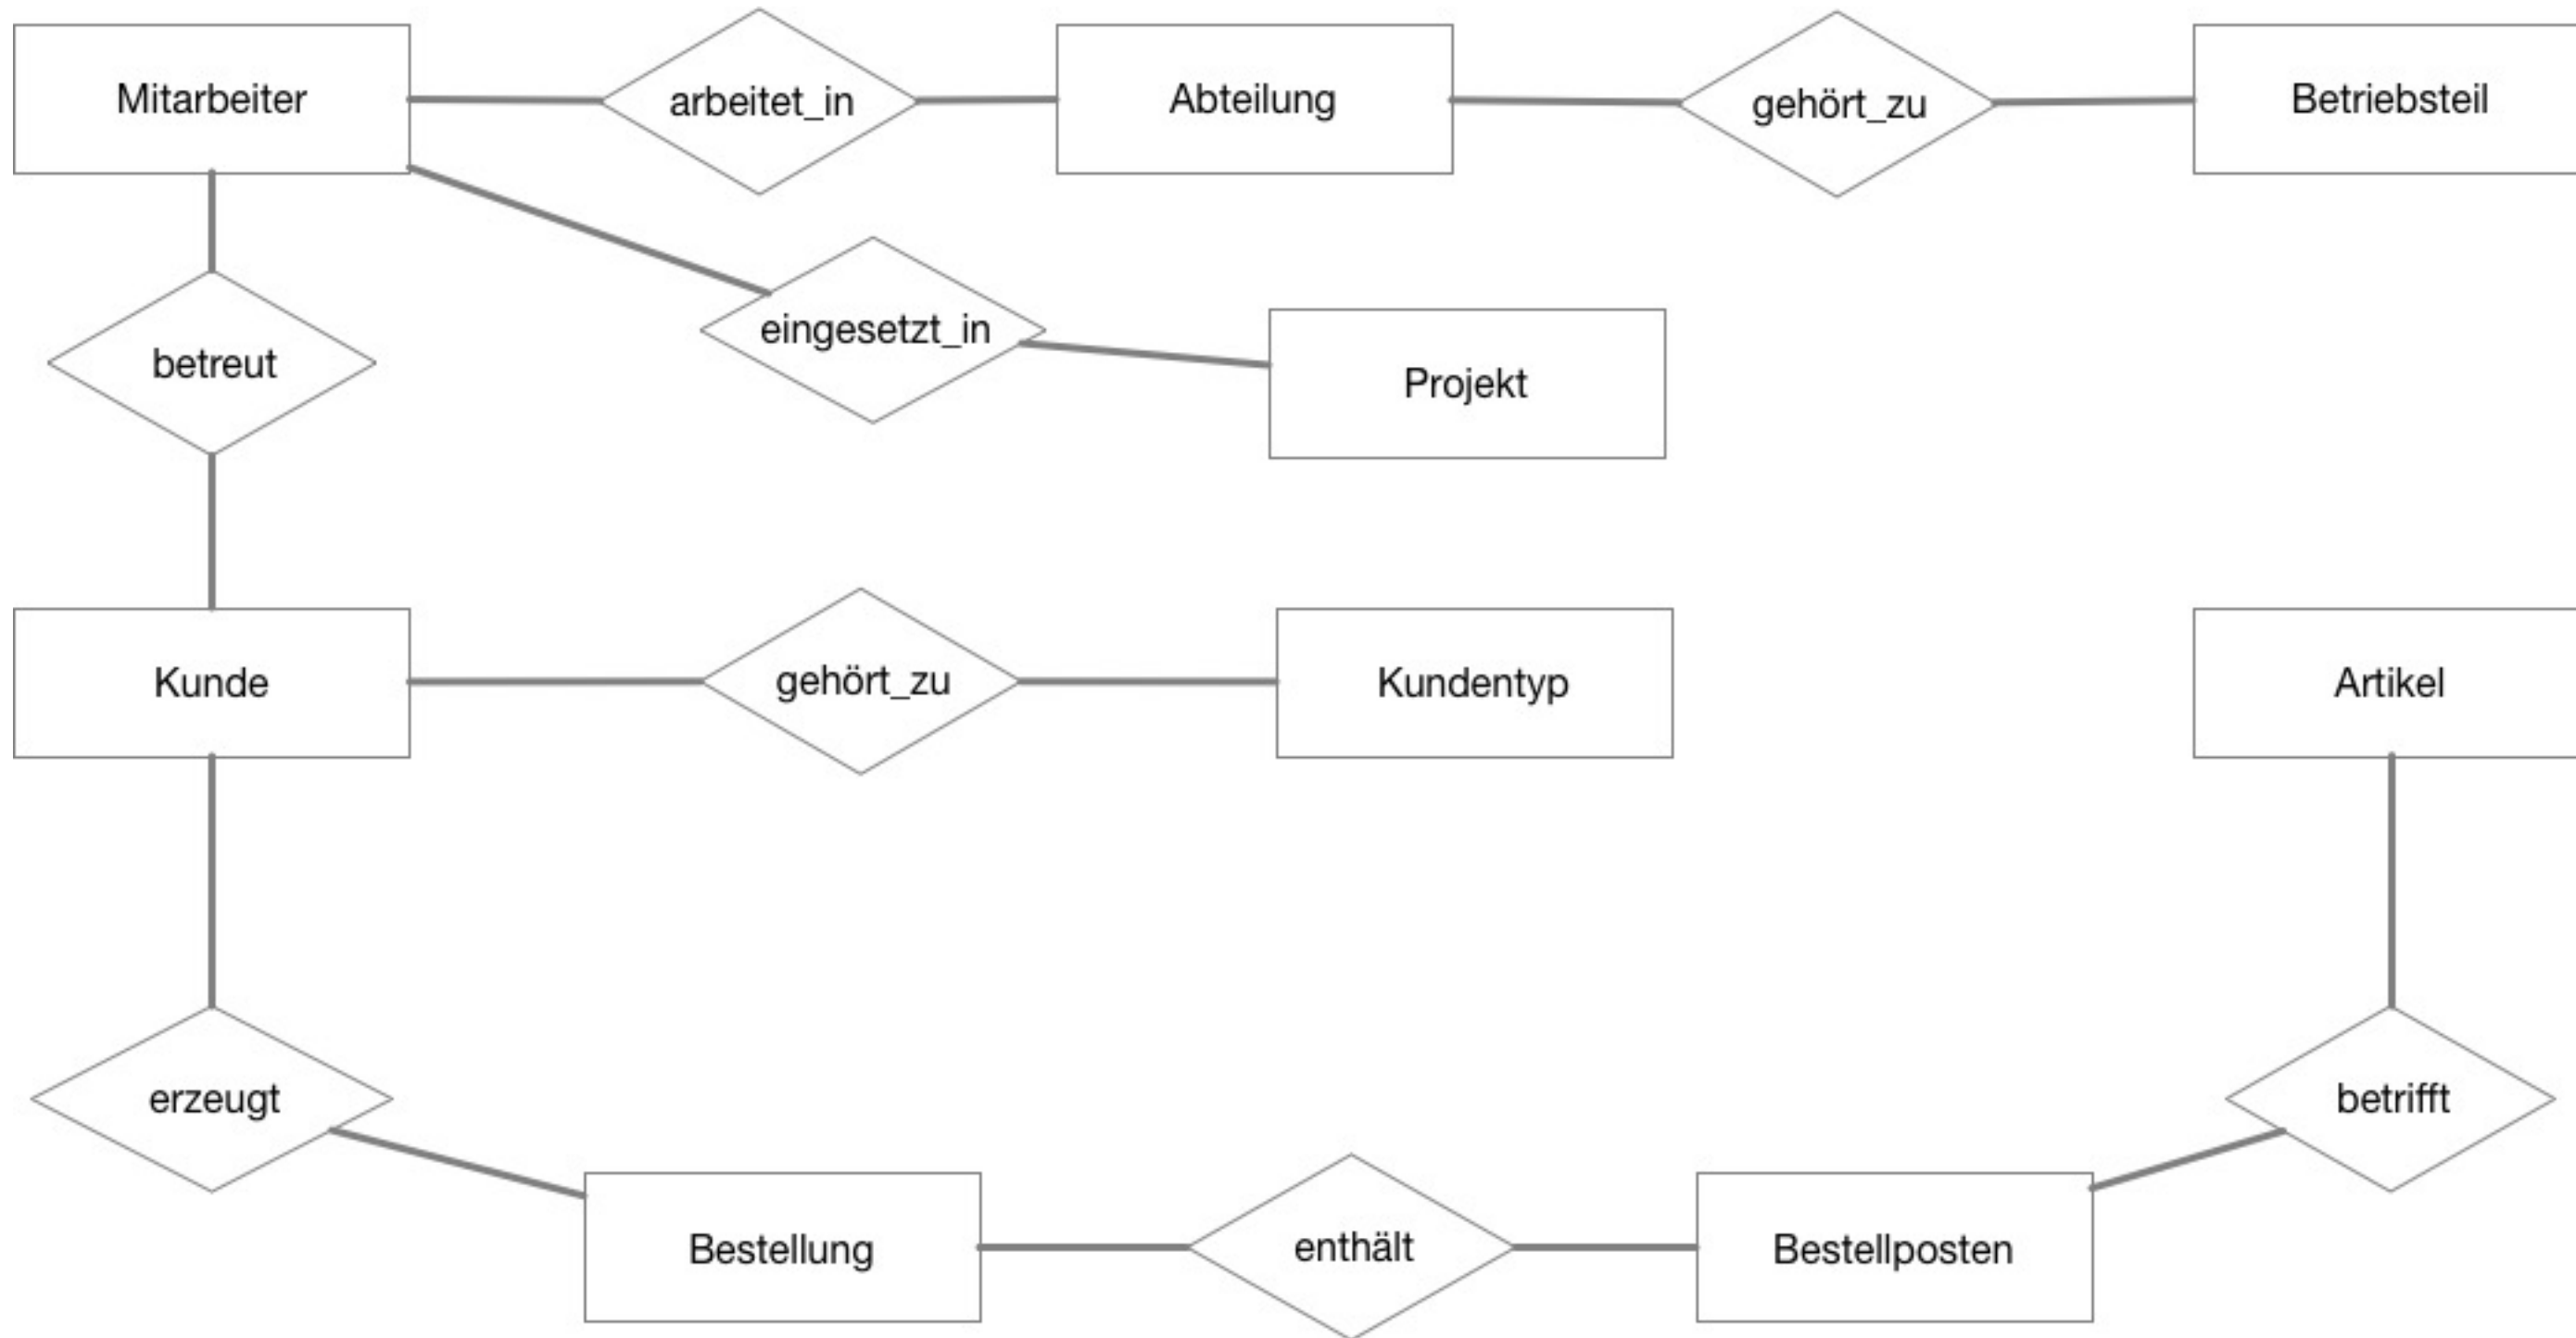 Mitarbeiter
arbeitet_in
Abteilung
gehört_zu
Betriebsteil
eingesetzt_in
betreut
Projekt
Kunde
gehört_zu
Kundentyp
Artikel
erzeugt
betrifft
Bestellung
enthält
Bestellposten